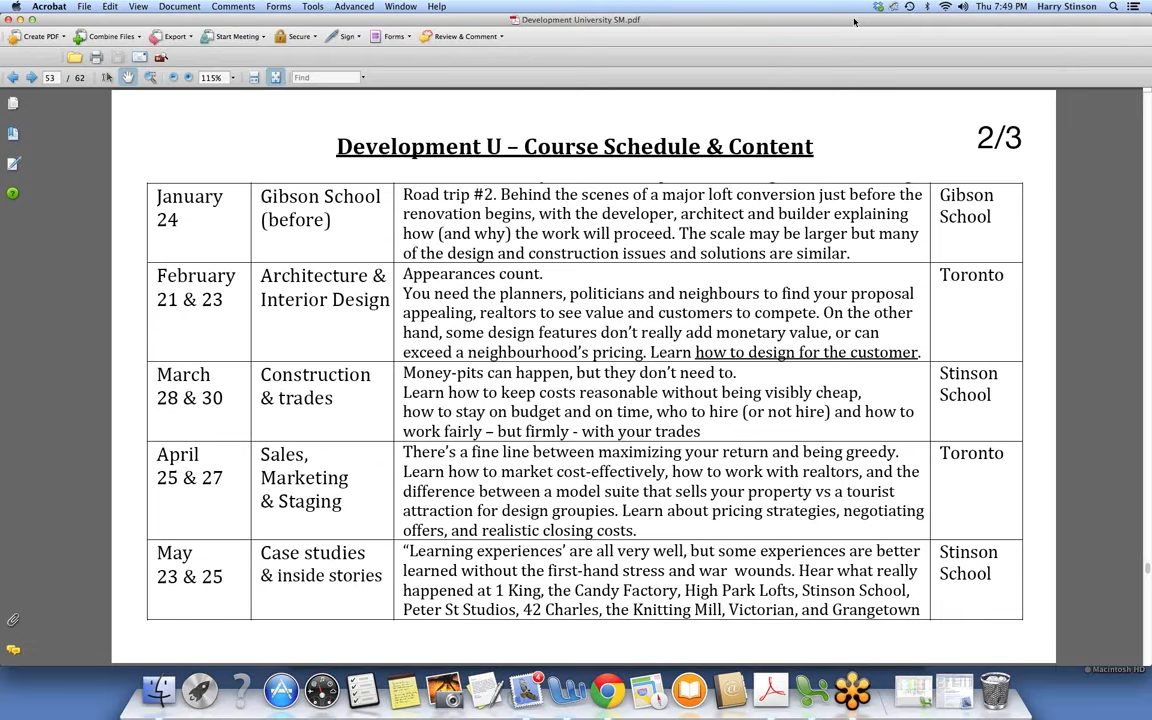 Acrobat File Edit View Document Comments Forms Tools Advanced Window Help Thu 7:49 PM Harry Stinson
Development University SM.pdf
Create PDF Combine Files Export Start Meeting Secure Sign Forms Review & Comment
53 / 62 115% Find
2/3
Development U – Course Schedule & Content
January
24
Gibson School
(before)
Road trip #2. Behind the scenes of a major loft conversion just before the
renovation begins, with the developer, architect and builder explaining
how (and why) the work will proceed. The scale may be larger but many
of the design and construction issues and solutions are similar.
Gibson
School
February
21 & 23
Architecture &
Interior Design
Appearances count.
You need the planners, politicians and neighbours to find your proposal
appealing, realtors to see value and customers to compete. On the other
hand, some design features don’t really add monetary value, or can
exceed a neighbourhood’s pricing. Learn how to design for the customer.
Toronto
March
28 & 30
Construction
& trades
Money-pits can happen, but they don’t need to.
Learn how to keep costs reasonable without being visibly cheap,
how to stay on budget and on time, who to hire (or not hire) and how to
work fairly – but firmly - with your trades
Stinson
School
April
25 & 27
Sales,
Marketing
& Staging
There’s a fine line between maximizing your return and being greedy.
Learn how to market cost-effectively, how to work with realtors, and the
difference between a model suite that sells your property vs a tourist
attraction for design groupies. Learn about pricing strategies, negotiating
offers, and realistic closing costs.
Toronto
May
23 & 25
Case studies
& inside stories
“Learning experiences’ are all very well, but some experiences are better
learned without the first-hand stress and war wounds. Hear what really
happened at 1 King, the Candy Factory, High Park Lofts, Stinson School,
Peter St Studios, 42 Charles, the Knitting Mill, Victorian, and Grangetown
Stinson
School
Macintosh HD
4